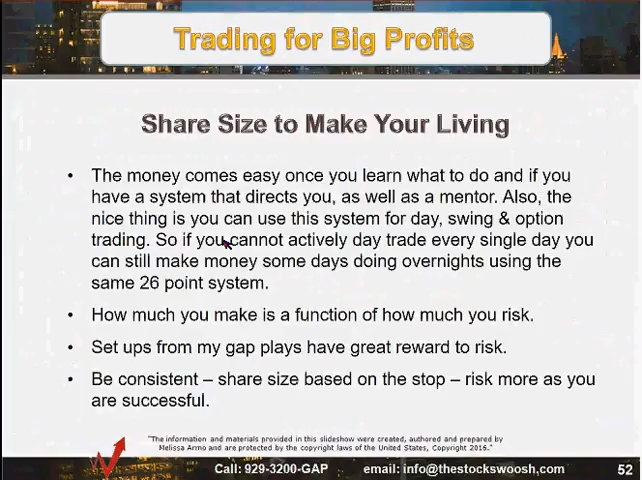 Trading for Big Profits
Share Size to Make Your Living
• The money comes easy once you learn what to do and if you
have a system that directs you, as well as a mentor. Also, the
nice thing is you can use this system for day, swing & option
trading. So if you cannot actively day trade every single day you
can still make money some days doing overnights using the
same 26 point system.
• How much you make is a function of how much you risk.
• Set ups from my gap plays have great reward to risk.
• Be consistent – share size based on the stop – risk more as you
are successful.
"The information and materials provided in this slideshow were created, authored and prepared by
Melissa Armo and are protected by the copyright laws of the United States, Copyright 2016."
Call: 929-3200-GAP email: info@thestockswoosh.com 52